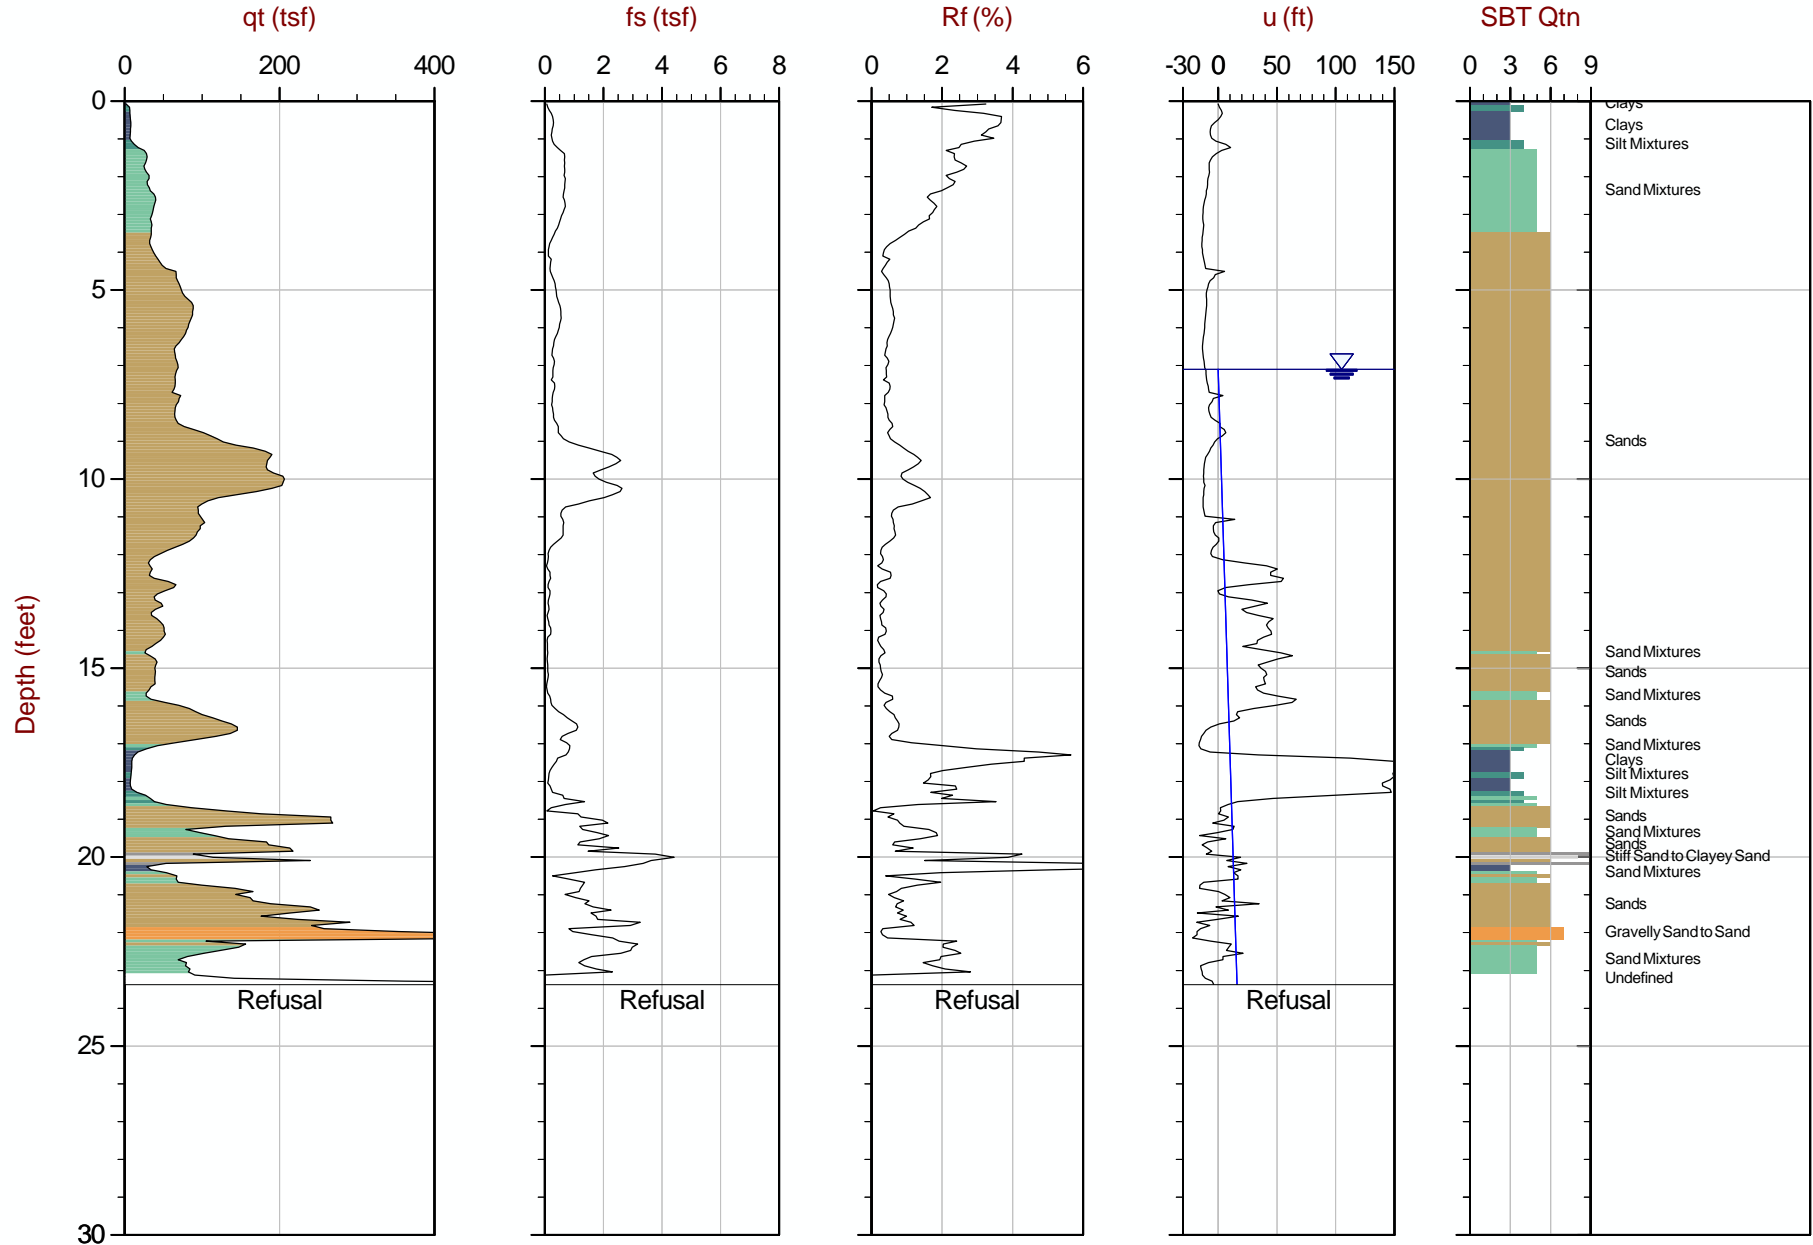 qt (tsf) fs (tsf) Rf (%) u (ft) SBT Qtn
0 200 400 0 2 4 6 8 0 2 4 6 -30 0 50 100 150 0 3 6 9
0
5
10
15
20
25
30
Depth (feet)
Clays
Clays
Silt Mixtures
Sand Mixtures
Sands
Sand Mixtures
Sands
Sand Mixtures
Sands
Sand Mixtures
Clays
Silt Mixtures
Silt Mixtures
Sands
Sand Mixtures
Sands
Stiff Sand to Clayey Sand
Sand Mixtures
Sands
Gravelly Sand to Sand
Sand Mixtures
Undefined
Refusal Refusal Refusal Refusal